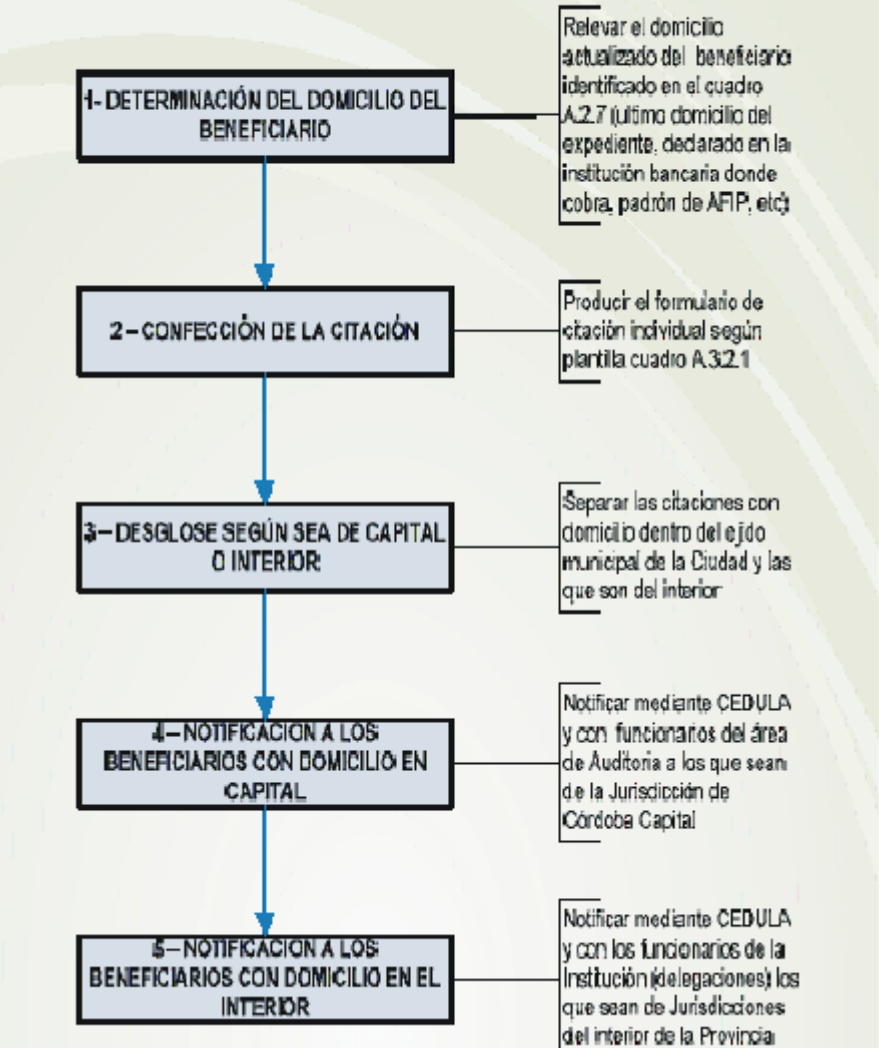 1- DETERMINACIÓN DEL DOMICILIO DEL
BENEFICIARIO
Relevar el domicilio
actualizado del beneficiario
identificado en el cuadro
A.2.7 (ultimo domicilio del
expediente, declarado en la
institución bancaria donde
cobra, padrón de AFIP, etc)
2 – CONFECCIÓN DE LA CITACIÓN
Producir el formulario de
citación individual según
plantilla cuadro A.3.2.1
3 – DESGLOSE SEGÚN SEA DE CAPITAL
O INTERIOR
Separar las citaciones con
domicilio dentro del ejido
municipal de la Ciudad y las
que son del interior
4 – NOTIFICACION A LOS
BENEFICIARIOS CON DOMICILIO EN
CAPITAL
Notificar mediante CEDULA
y con funcionarios del área
de Auditoria a los que sean
de la Jurisdicción de
Córdoba Capital
5 – NOTIFICACION A LOS
BENEFICIARIOS CON DOMICILIO EN EL
INTERIOR
Notificar mediante CEDULA
y con los funcionarios de la
Institución (delegaciones) los
que sean de Jurisdicciones
del interior de la Provincia